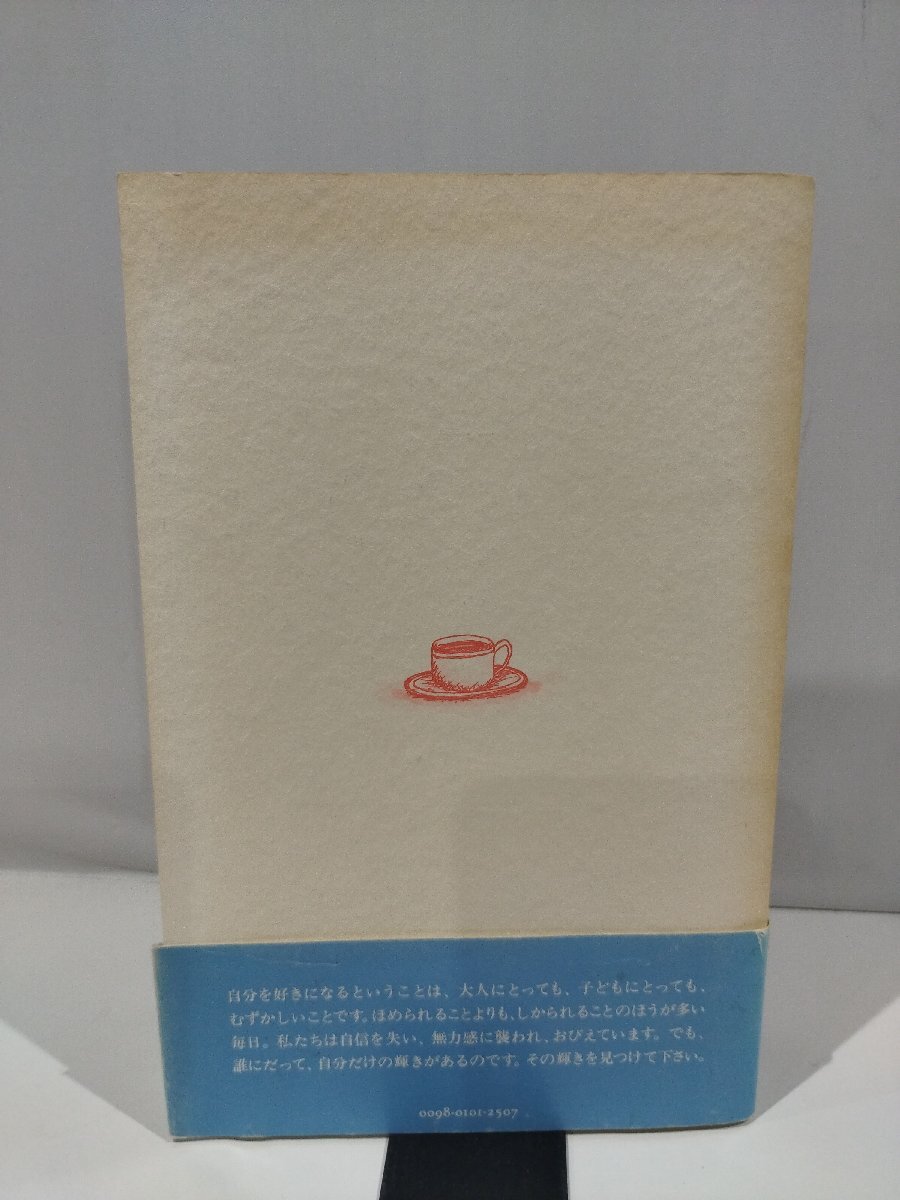 自分を好きになるということは、大人にとっても、子どもにとっても、
むずかしいことです。ほめられることよりも、しかられることのほうが多い
毎日。私たちは自信を失い、無力感に襲われ、おびえています。でも、
誰にだって、自分だけの輝きがあるのです。その輝きを見つけて下さい。
0098-0101-2507